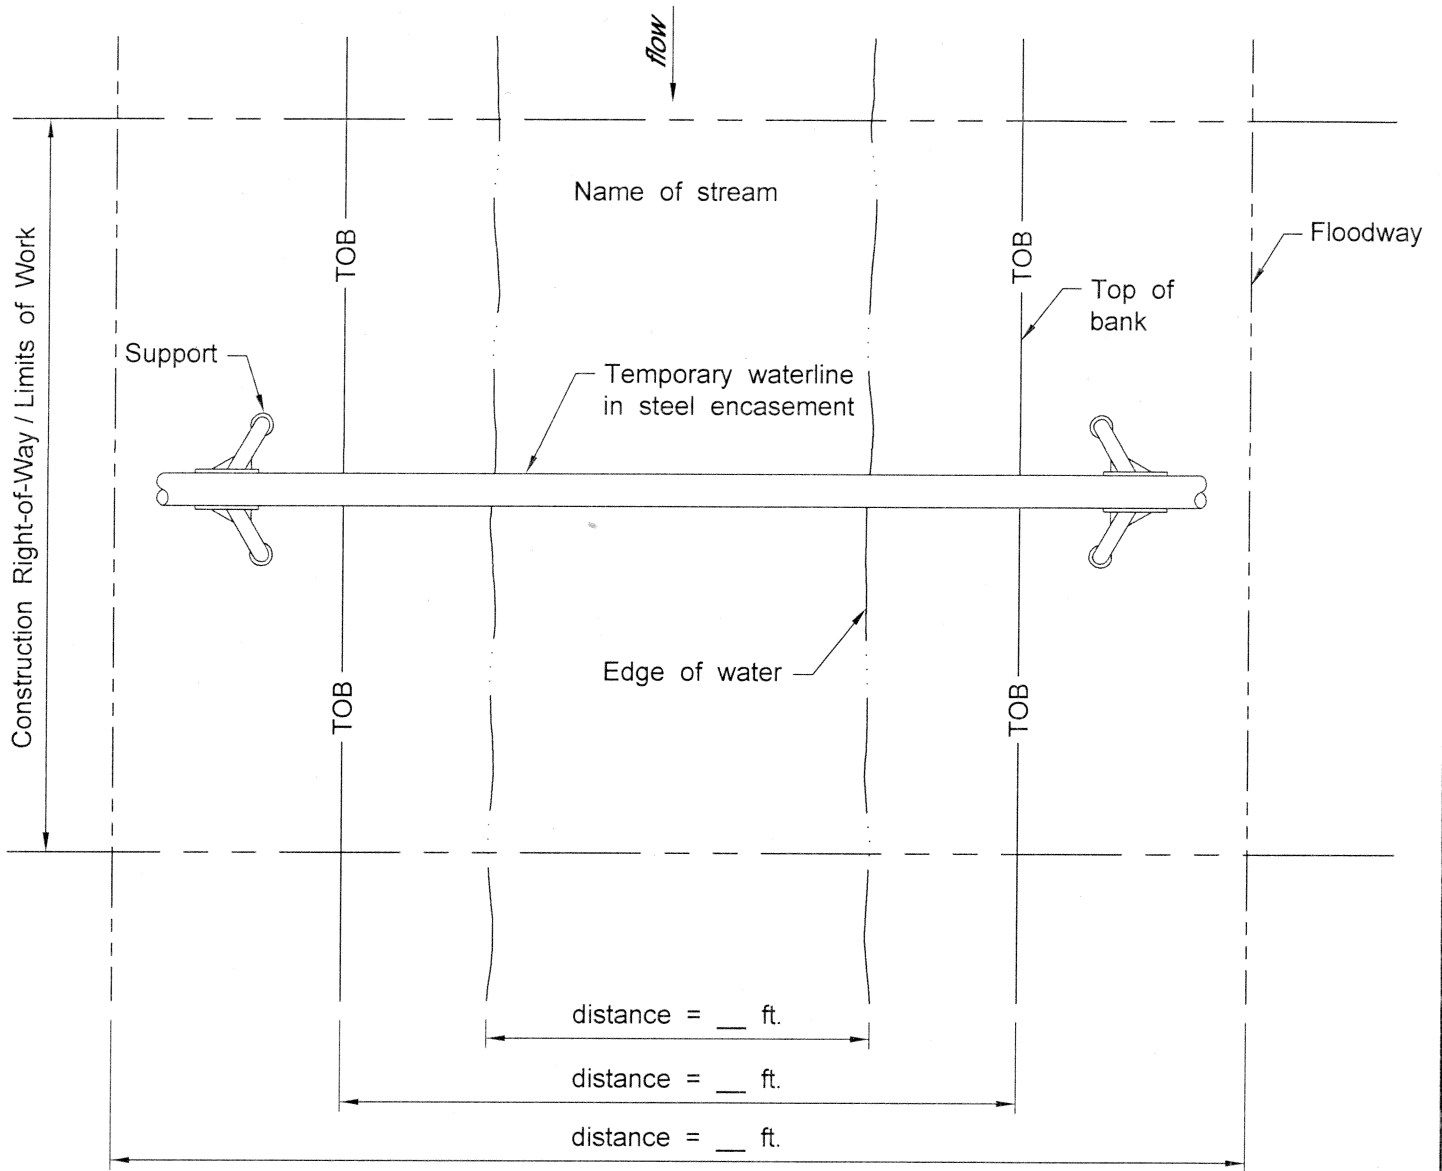 flow
Name of stream
TOB
TOB
Floodway
Top of
bank
Construction Right-of-Way / Limits of Work
Support
Temporary waterline
in steel encasement
Edge of water
TOB
TOB
distance = __ ft.
distance = __ ft.
distance = __ ft.